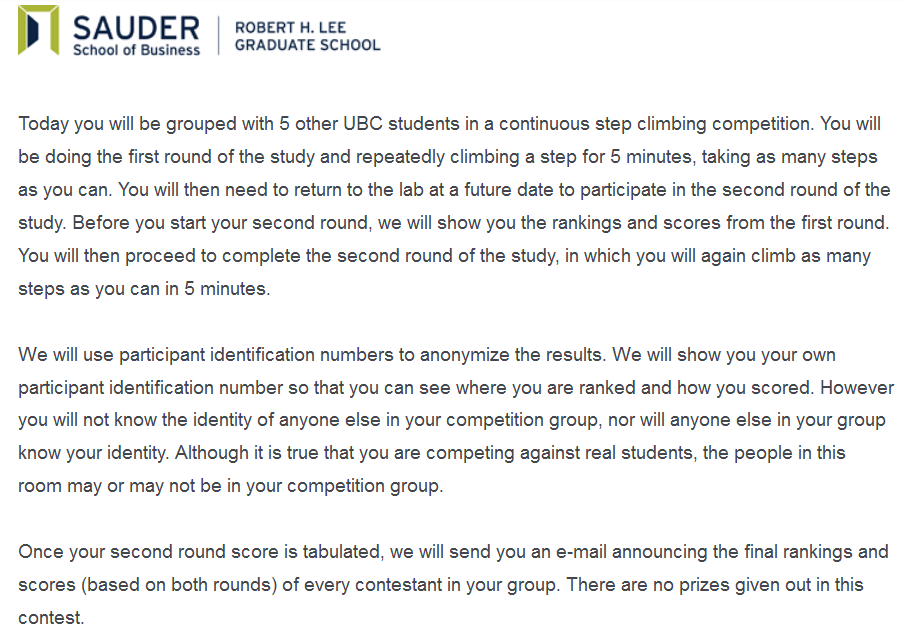 SAUDER
School of Business
ROBERT H. LEE
GRADUATE SCHOOL
Today you will be grouped with 5 other UBC students in a continuous step climbing competition. You will
be doing the first round of the study and repeatedly climbing a step for 5 minutes, taking as many steps
as you can. You will then need to return to the lab at a future date to participate in the second round of the
study. Before you start your second round, we will show you the rankings and scores from the first round.
You will then proceed to complete the second round of the study, in which you will again climb as many
steps as you can in 5 minutes.
We will use participant identification numbers to anonymize the results. We will show you your own
participant identification number so that you can see where you are ranked and how you scored. However
you will not know the identity of anyone else in your competition group, nor will anyone else in your group
know your identity. Although it is true that you are competing against real students, the people in this
room may or may not be in your competition group.
Once your second round score is tabulated, we will send you an e-mail announcing the final rankings and
scores (based on both rounds) of every contestant in your group. There are no prizes given out in this
contest.